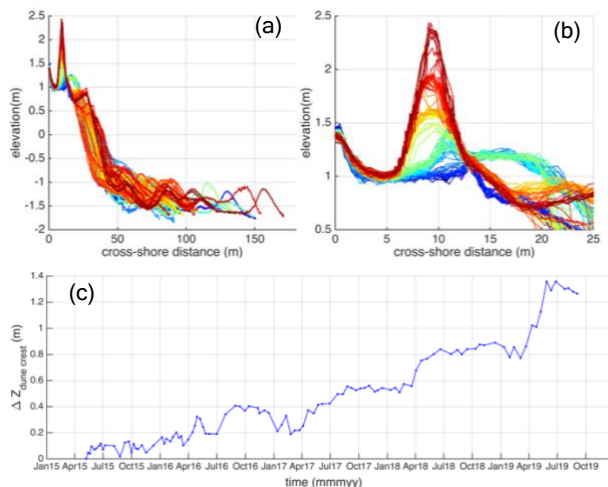 (a)
2.5
2
1.5
1
0.5
0
-0.5
-1
-1.5
-2
elevation(m)
0 50 100 150
cross-shore distance (m)
(b)
2.5
2
1.5
1
0.5
elevation(m)
0 5 10 15 20 25
cross-shore distance (m)
(c)
1.4
1.2
1
0.8
0.6
0.4
0.2
0
Δ Z dune crest (m)
Jan15 Apr15 Jul15 Oct15 Jan16 Apr16 Jul16 Oct16 Jan17 Apr17 Jul17 Oct17 Jan18 Apr18 Jul18 Oct18 Jan19 Apr19 Jul19 Oct19
time (mmmyy)